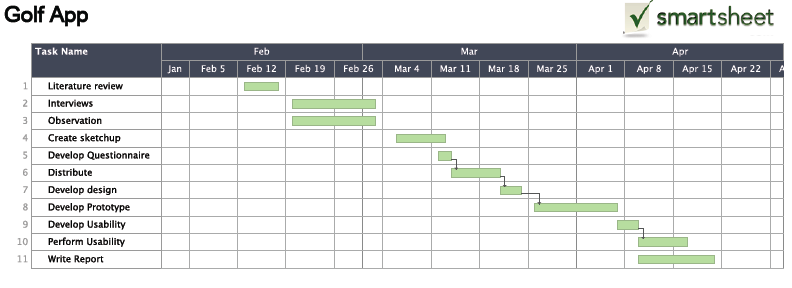 Golf App
smartsheet
Task Name Feb Mar Apr
Jan Feb 5 Feb 12 Feb 19 Feb 26 Mar 4 Mar 11 Mar 18 Mar 25 Apr 1 Apr 8 Apr 15 Apr 22 A
1 Literature review
2 Interviews
3 Observation
4 Create sketchup
5 Develop Questionnaire
6 Distribute
7 Develop design
8 Develop Prototype
9 Develop Usability
10 Perform Usability
11 Write Report